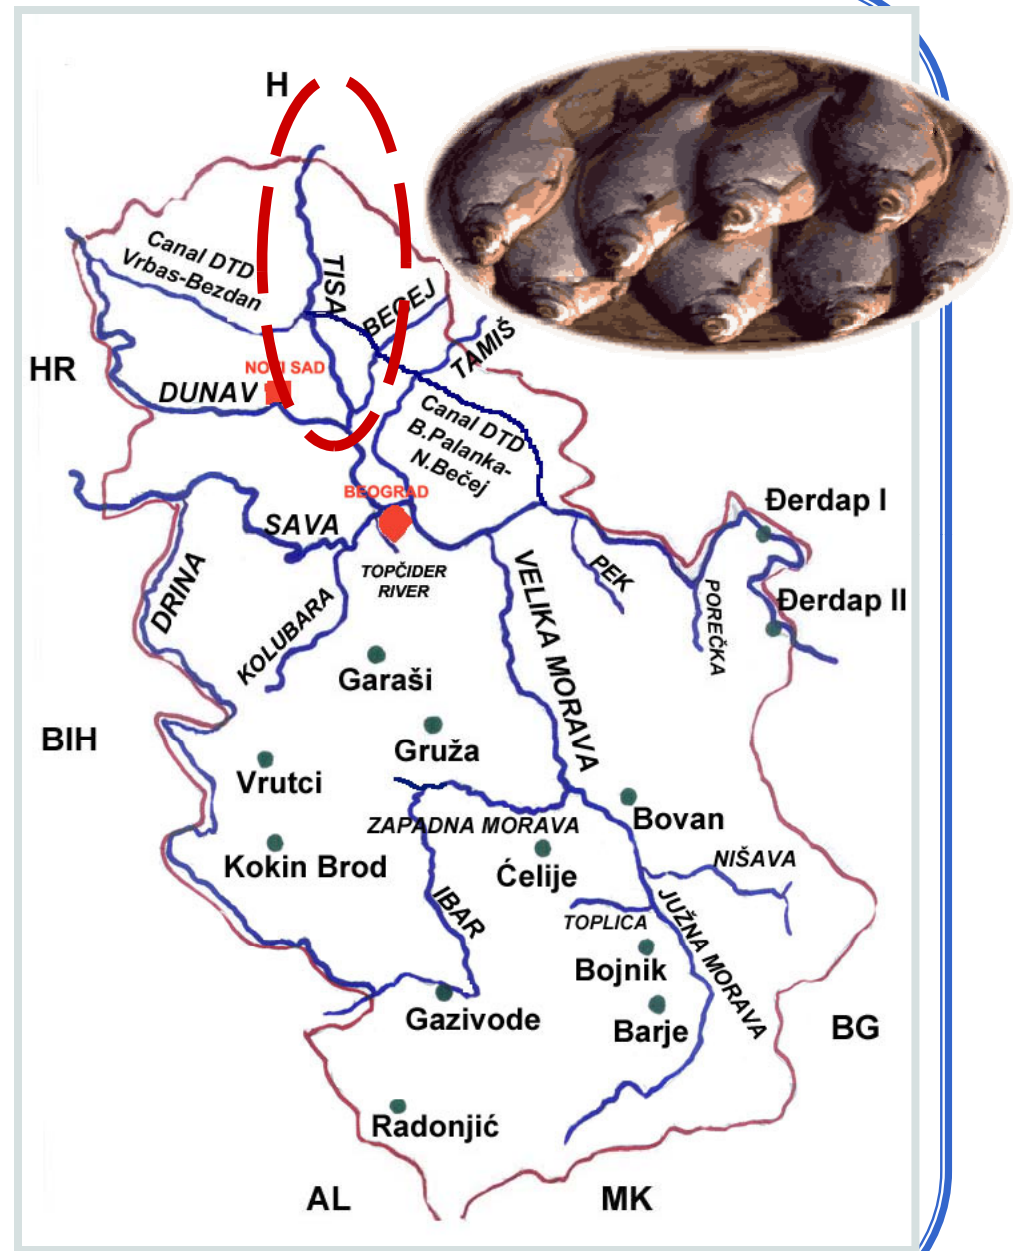 H
Canal DTD
Vrbas-Bezdan
TISA
BEGEJ
TAMIŠ
HR
NOVI SAD
DUNAV
Canal DTD
B.Palanka-
N.Bečej
BEOGRAD
Đerdap I
SAVA
DRINA
TOPČIDER
RIVER
KOLUBARA
VELIKA MORAVA
PEK
POREČKA
Đerdap II
Garaši
BIH
Gruža
Vrutci
ZAPADNA MORAVA
Bovan
Kokin Brod
Ćelije
NIŠAVA
IBAR
TOPLICA
JUŽNA MORAVA
Bojnik
Gazivode
Barje
BG
Radonjić
AL
MK